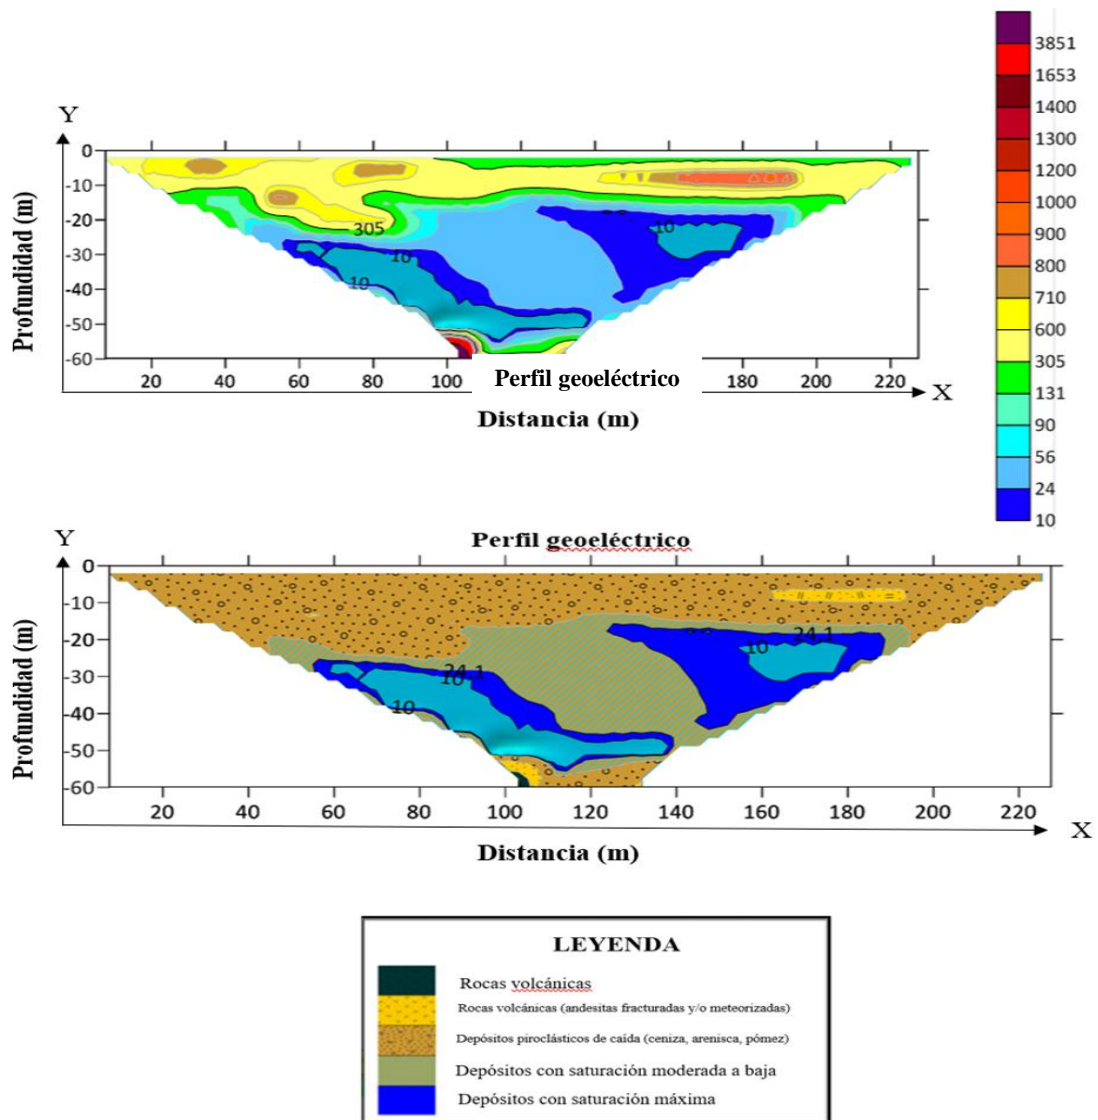 Y
0
-10
-20
-30
-40
-50
-60
Profundidad (m)
305
10
10
10
20 40 60 80 100 180 200 220
X
Perfil geoeléctrico
Distancia (m)
3851
1653
1400
1300
1200
1000
900
800
710
600
305
131
90
56
24
10
Perfil geoeléctrico
Y
0
-10
-20
-30
-40
-50
-60
Profundidad (m)
24.1
10
24.1
10
10
20 40 60 80 100 120 140 160 180 200 220
X
Distancia (m)
LEYENDA
Rocas volcánicas
Rocas volcánicas (andesitas fracturadas y/o meteorizadas)
Depósitos piroclásticos de caída (ceniza, arenisca, pómez)
Depósitos con saturación moderada a baja
Depósitos con saturación máxima